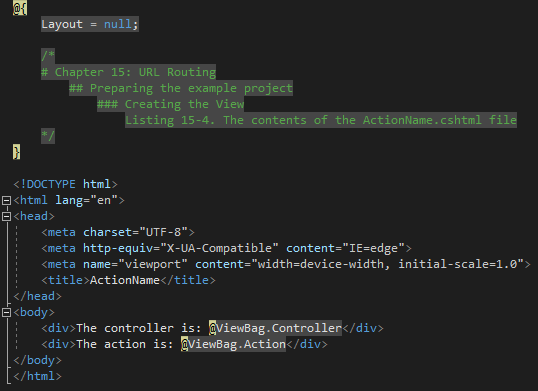 @{
Layout = null;
/*
# Chapter 15: URL Routing
## Preparing the example project
### Creating the View
Listing 15-4. The contents of the ActionName.cshtml file
*/
}
<!DOCTYPE html>
<html lang="en">
<head>
<meta charset="UTF-8">
<meta http-equiv="X-UA-Compatible" content="IE=edge">
<meta name="viewport" content="width=device-width, initial-scale=1.0">
<title>ActionName</title>
</head>
<body>
<div>The controller is: @ViewBag.Controller</div>
<div>The action is: @ViewBag.Action</div>
</body>
</html>